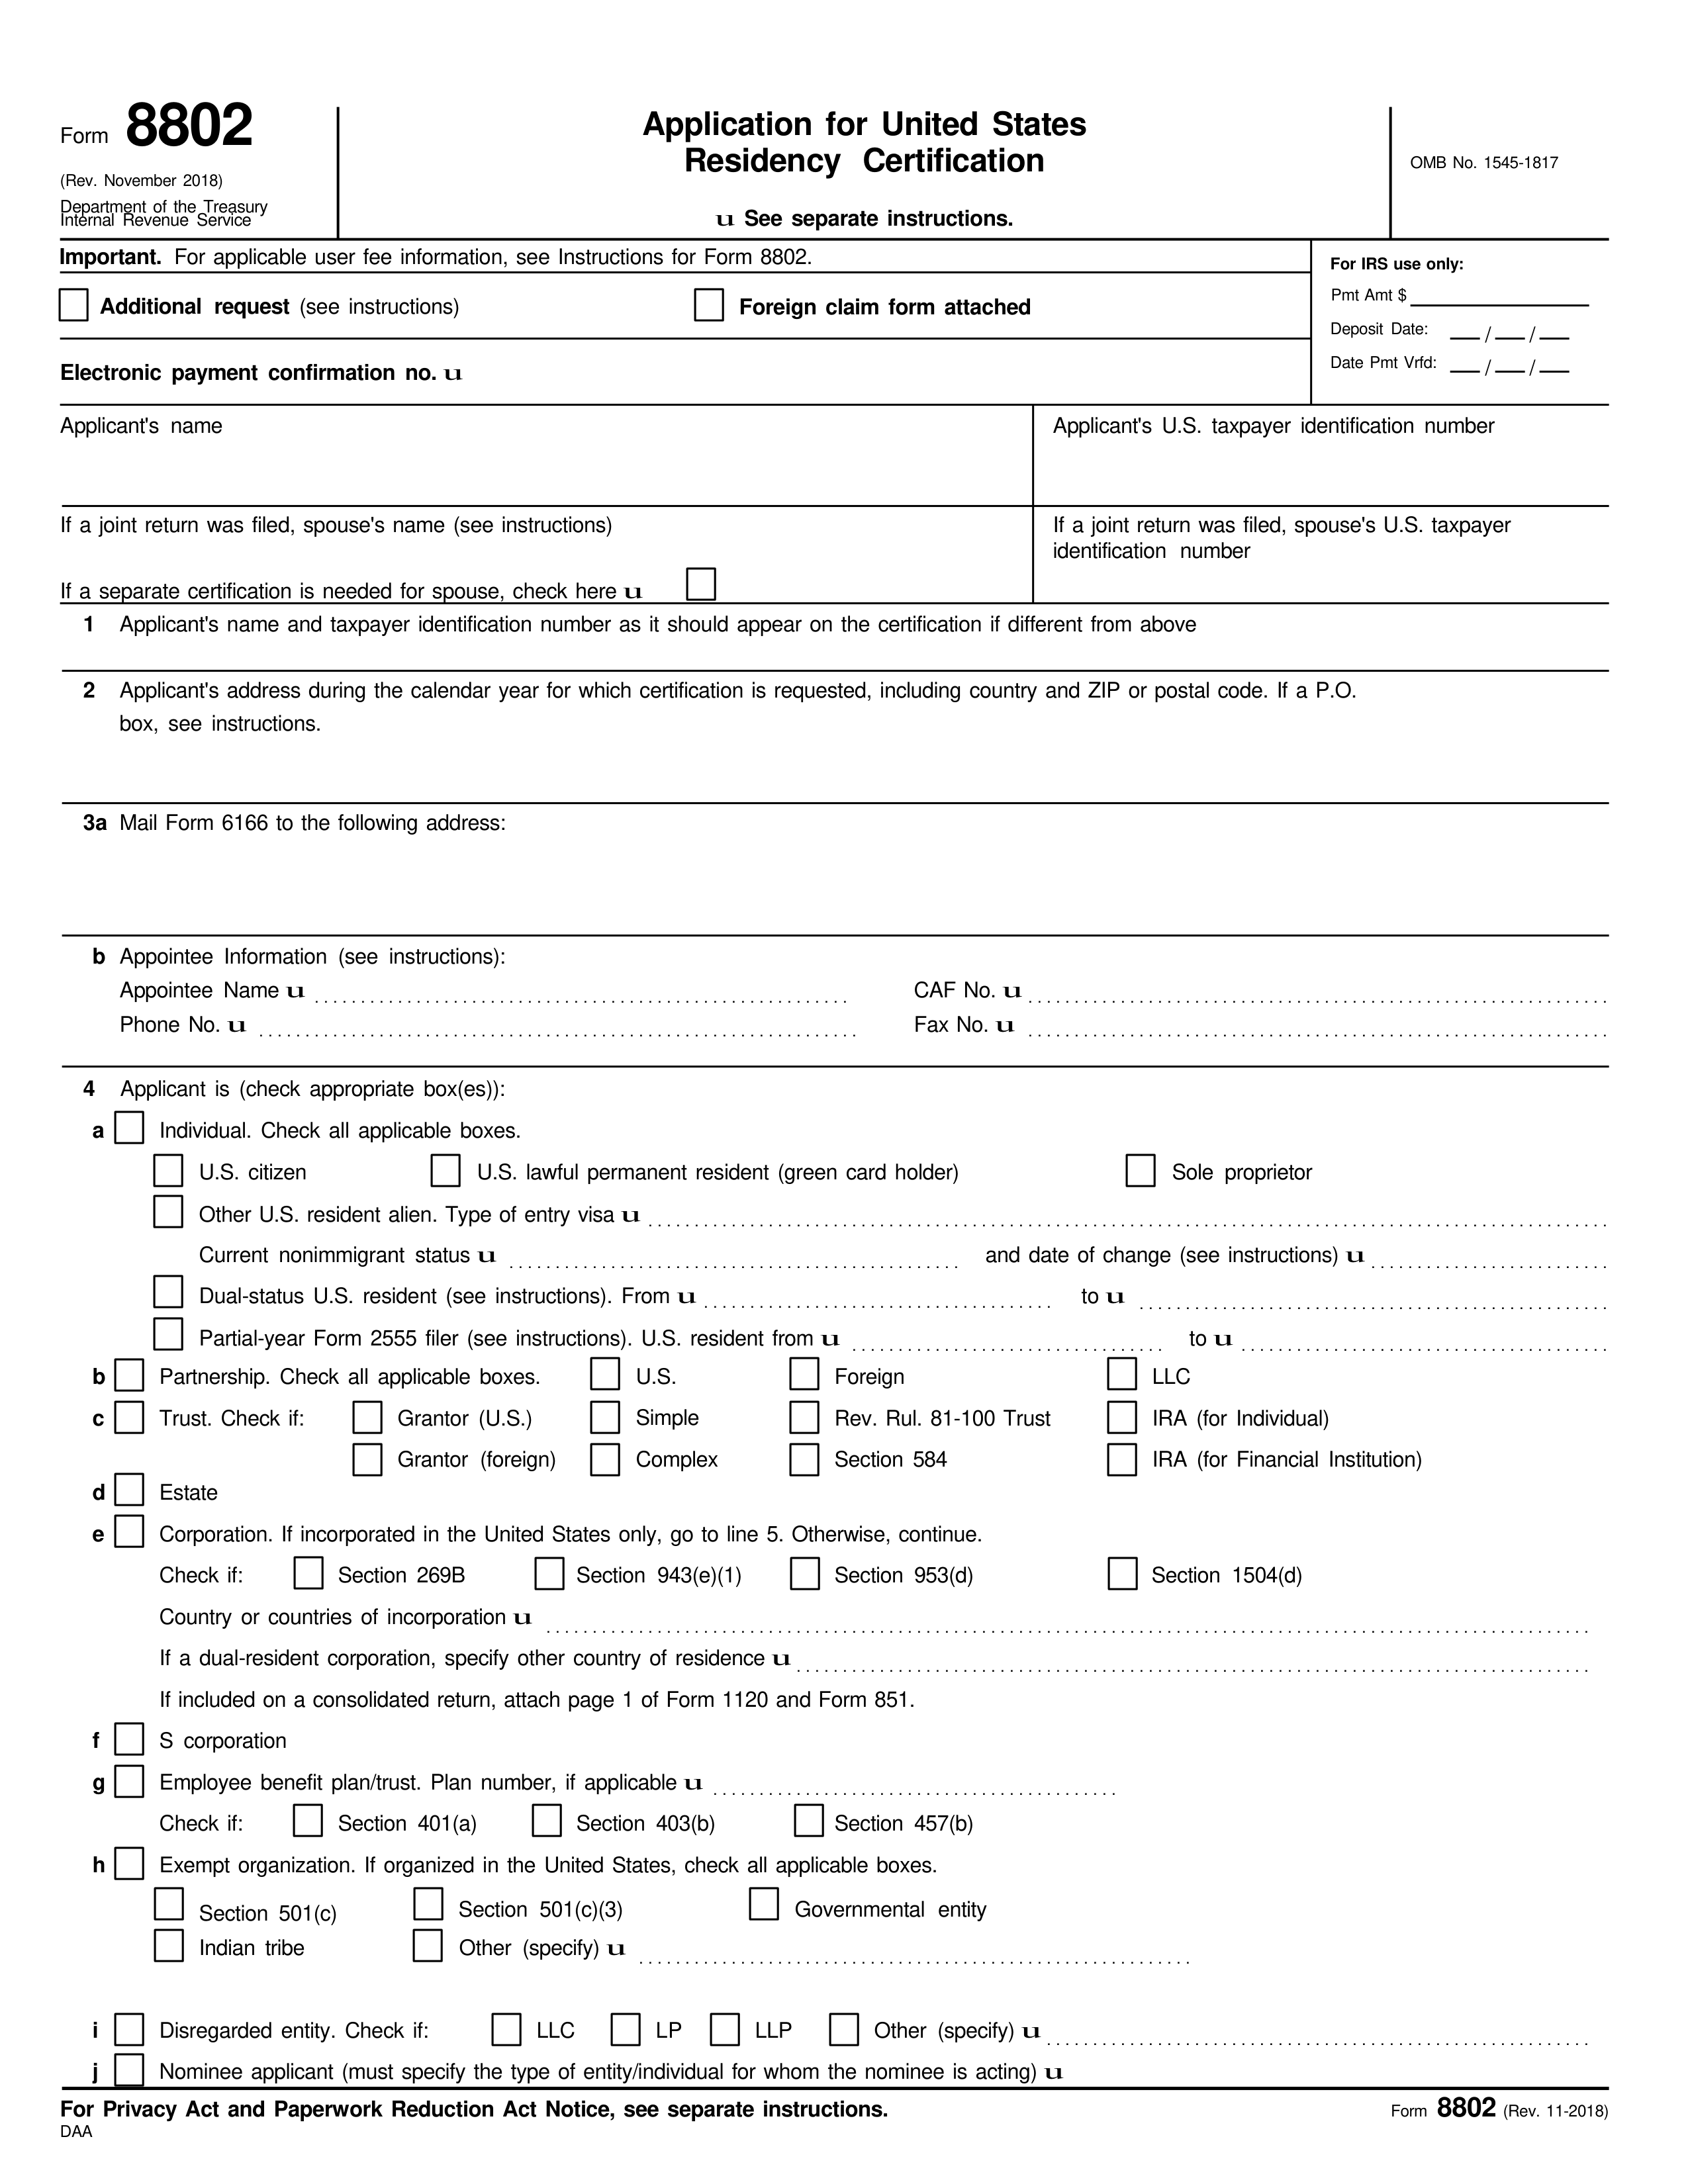 Form 8802
(Rev. November 2018)
Department of the Treasury
Internal Revenue Service
Application for United States
Residency Certification
u See separate instructions.
OMB No. 1545-1817
Important. For applicable user fee information, see Instructions for Form 8802.
Additional request (see instructions) Foreign claim form attached
Electronic payment confirmation no. u
For IRS use only:
Pmt Amt $
Deposit Date: / /
Date Pmt Vrfd: / /
Applicant's name
Applicant's U.S. taxpayer identification number
If a joint return was filed, spouse's name (see instructions)
If a joint return was filed, spouse's U.S. taxpayer
identification number
If a separate certification is needed for spouse, check here u
1 Applicant's name and taxpayer identification number as it should appear on the certification if different from above
2 Applicant's address during the calendar year for which certification is requested, including country and ZIP or postal code. If a P.O.
box, see instructions.
3a Mail Form 6166 to the following address:
b Appointee Information (see instructions):
Appointee Name u CAF No. u
Phone No. u Fax No. u
4 Applicant is (check appropriate box(es)):
a Individual. Check all applicable boxes.
U.S. citizen U.S. lawful permanent resident (green card holder) Sole proprietor
Other U.S. resident alien. Type of entry visa u
Current nonimmigrant status u and date of change (see instructions) u
Dual-status U.S. resident (see instructions). From u to u
Partial-year Form 2555 filer (see instructions). U.S. resident from u to u
b Partnership. Check all applicable boxes. U.S. Foreign LLC
c Trust. Check if: Grantor (U.S.) Simple Rev. Rul. 81-100 Trust IRA (for Individual)
Grantor (foreign) Complex Section 584 IRA (for Financial Institution)
d Estate
e Corporation. If incorporated in the United States only, go to line 5. Otherwise, continue.
Check if: Section 269B Section 943(e)(1) Section 953(d) Section 1504(d)
Country or countries of incorporation u
If a dual-resident corporation, specify other country of residence u
If included on a consolidated return, attach page 1 of Form 1120 and Form 851.
f S corporation
g Employee benefit plan/trust. Plan number, if applicable u
Check if: Section 401(a) Section 403(b) Section 457(b)
h Exempt organization. If organized in the United States, check all applicable boxes.
Section 501(c) Section 501(c)(3) Governmental entity
Indian tribe Other (specify) u
i Disregarded entity. Check if: LLC LP LLP Other (specify) u
j Nominee applicant (must specify the type of entity/individual for whom the nominee is acting) u
For Privacy Act and Paperwork Reduction Act Notice, see separate instructions. Form 8802 (Rev. 11-2018)
DAA